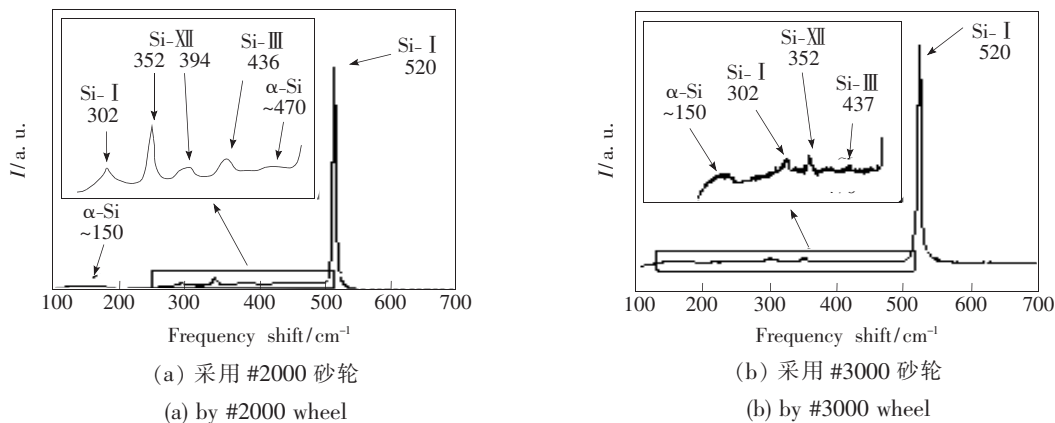 Si-Ⅻ
352 394
Si-Ⅲ
436
Si-Ⅰ
302
α-Si
~470
Si-Ⅰ
520
α-Si
~150
I/a. u.
100 200 300 400 500 600 700
Frequency shift/cm⁻¹
(a) 采用 #2000 砂轮
(a) by #2000 wheel
Si-Ⅻ
352
Si-Ⅰ
302
Si-Ⅲ
437
α-Si
~150
Si-Ⅰ
520
I/a. u.
100 200 300 400 500 600 700
Frequency shift/cm⁻¹
(b) 采用 #3000 砂轮
(b) by #3000 wheel